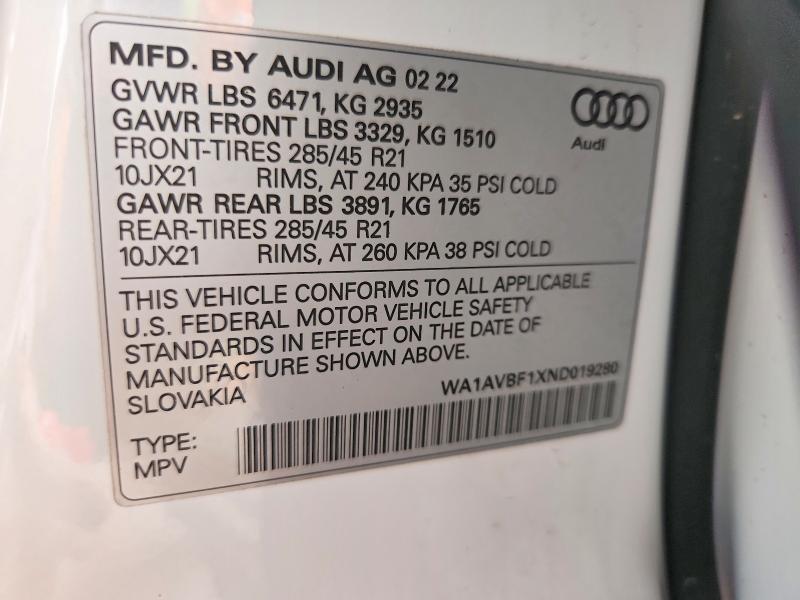 MFD. BY AUDI AG 02 22
GVWR LBS 6471, KG 2935
GAWR FRONT LBS 3329, KG 1510
FRONT-TIRES 285/45 R21
10JX21 RIMS, AT 240 KPA 35 PSI COLD
GAWR REAR LBS 3891, KG 1765
REAR-TIRES 285/45 R21
10JX21 RIMS, AT 260 KPA 38 PSI COLD
Audi
THIS VEHICLE CONFORMS TO ALL APPLICABLE
U.S. FEDERAL MOTOR VEHICLE SAFETY
STANDARDS IN EFFECT ON THE DATE OF
MANUFACTURE SHOWN ABOVE.
SLOVAKIA
WA1AVBF1XND019280
TYPE:
MPV